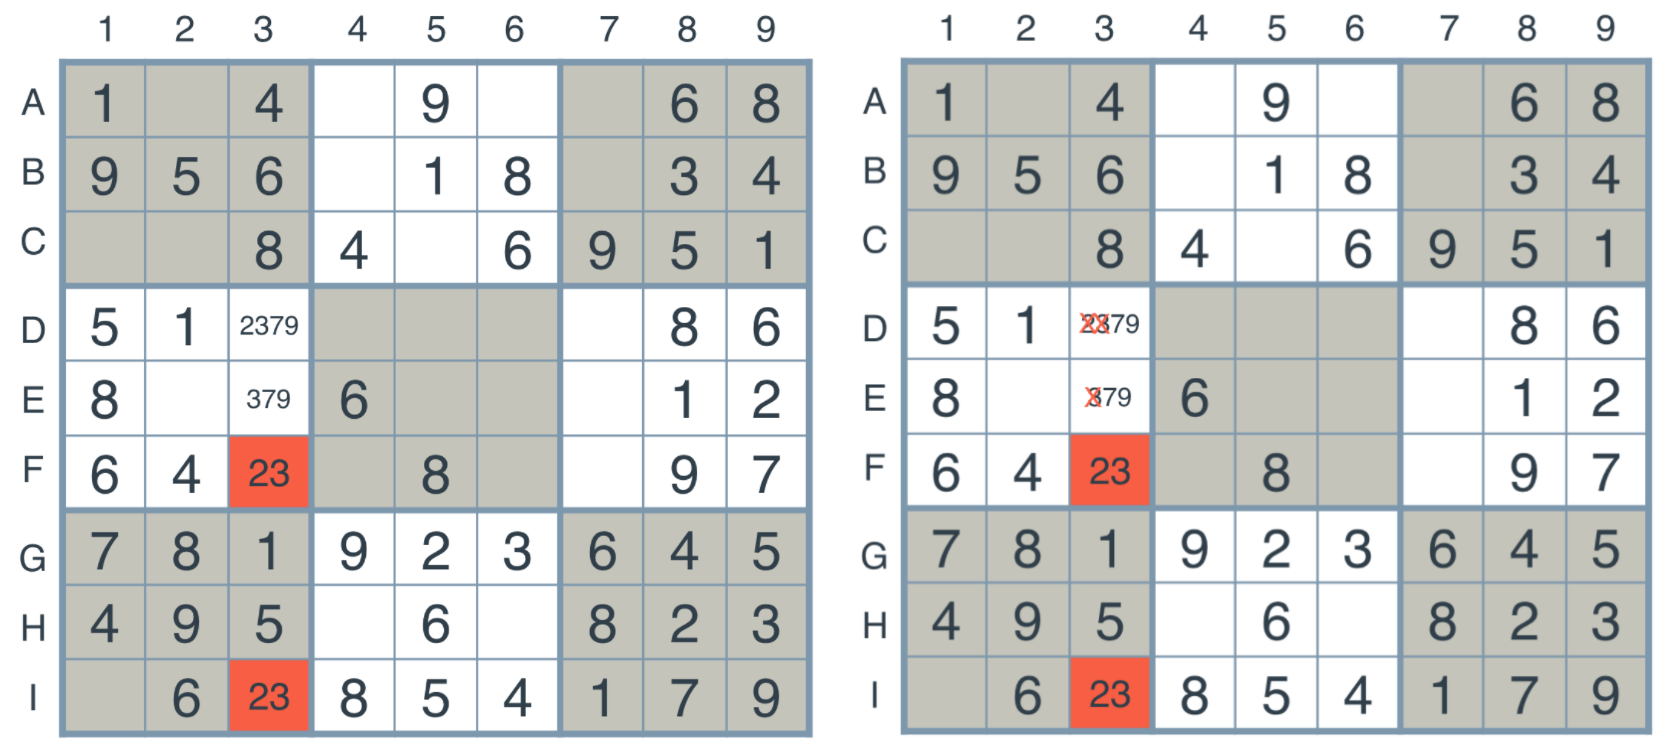 1 2 3 4 5 6 7 8 9 1 2 3 4 5 6 7 8 9
A 1 4 9 6 8 A 1 4 9 6 8
B 9 5 6 1 8 3 4 B 9 5 6 1 8 3 4
C 8 4 6 9 5 1 C 8 4 6 9 5 1
D 5 1 2379 8 6 D 5 1 2379 8 6
E 8 379 6 1 2 E 8 379 6 1 2
F 6 4 23 8 9 7 F 6 4 23 8 9 7
G 7 8 1 9 2 3 6 4 5 G 7 8 1 9 2 3 6 4 5
H 4 9 5 6 8 2 3 H 4 9 5 6 8 2 3
I 6 23 8 5 4 1 7 9 I 6 23 8 5 4 1 7 9